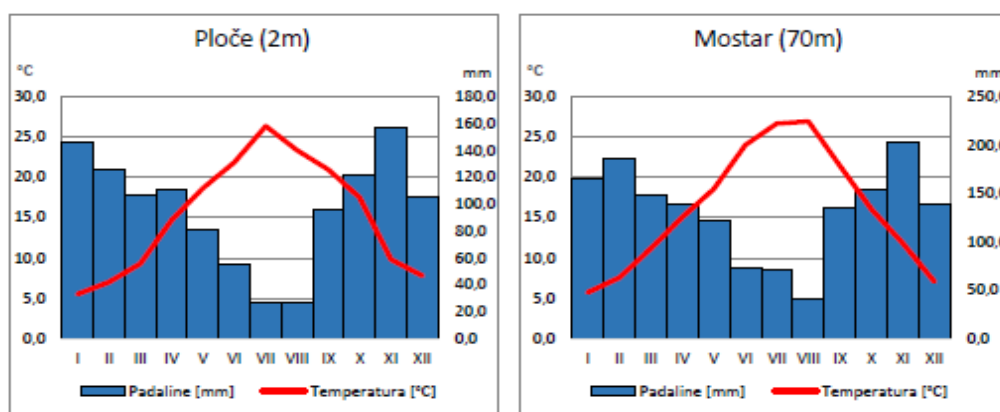 Ploče (2m)
°C mm
30,0 180,0
25,0 160,0
20,0 140,0
15,0 120,0
10,0 100,0
5,0 80,0
0,0 60,0
40,0
20,0
0,0
I II III IV V VI VII VIII IX X XI XII
Padaline [mm] Temperatura [°C]
Mostar (70m)
°C mm
30,0 250,0
25,0 200,0
20,0 150,0
15,0 100,0
10,0 50,0
5,0 0,0
0,0
I II III IV V VI VII VIII IX X XI XII
Padaline [mm] Temperatura [°C]